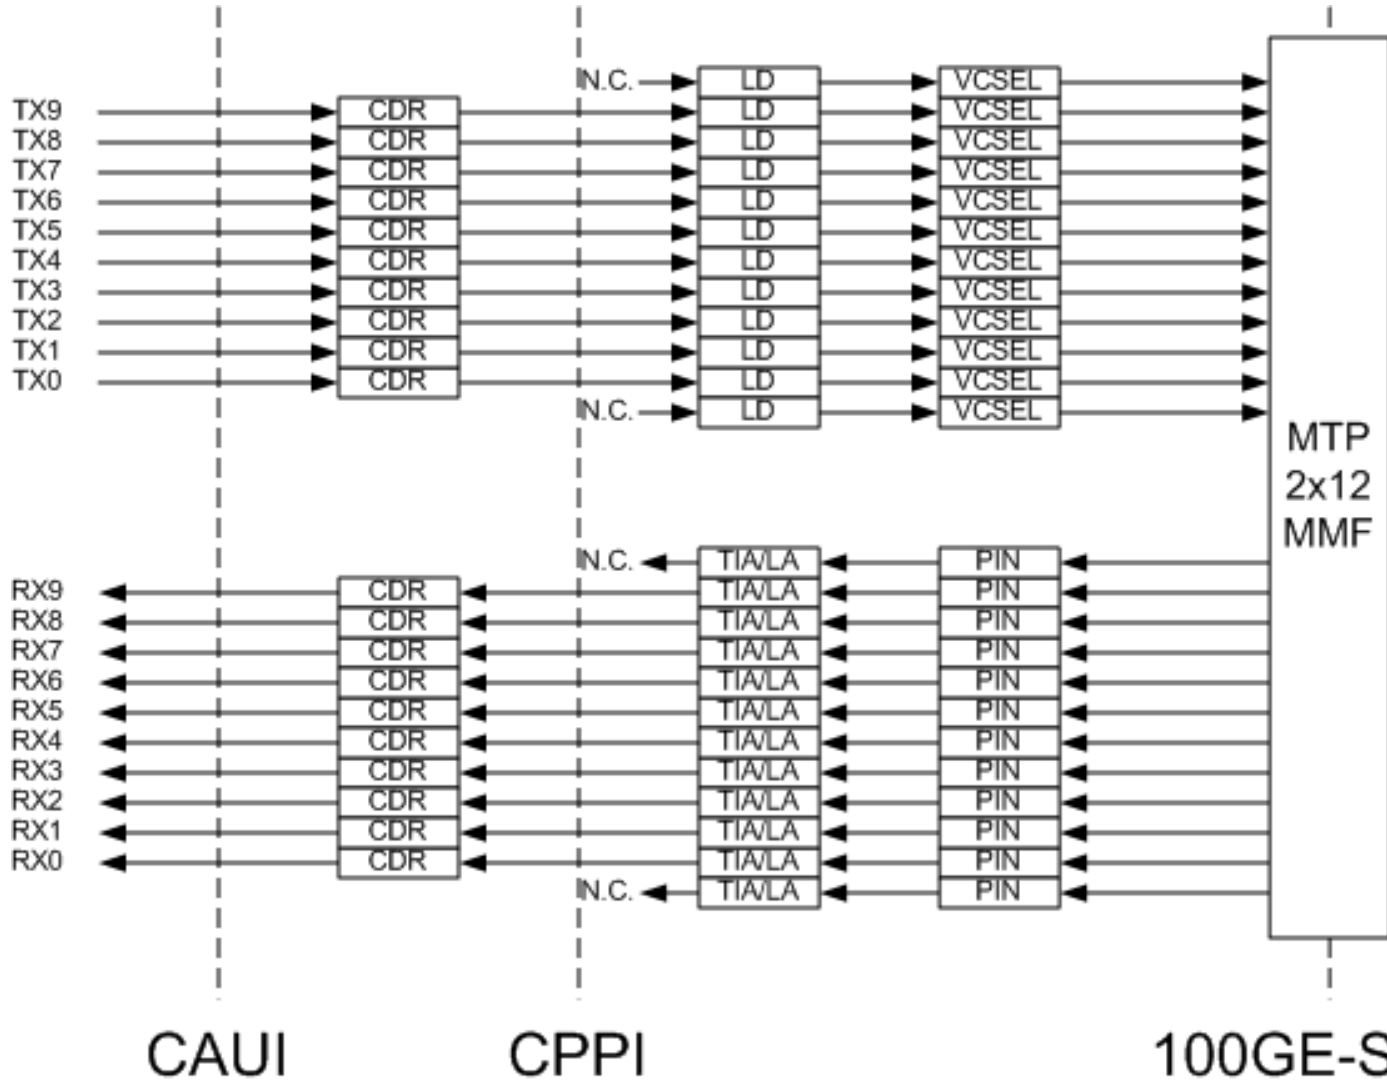 N.C. LD VCSEL
TX9 CDR LD VCSEL
TX8 CDR LD VCSEL
TX7 CDR LD VCSEL
TX6 CDR LD VCSEL
TX5 CDR LD VCSEL
TX4 CDR LD VCSEL
TX3 CDR LD VCSEL
TX2 CDR LD VCSEL
TX1 CDR LD VCSEL
TX0 CDR LD VCSEL
N.C. LD VCSEL
MTP
2x12
MMF
N.C. TIA/LA PIN
RX9 CDR TIA/LA PIN
RX8 CDR TIA/LA PIN
RX7 CDR TIA/LA PIN
RX6 CDR TIA/LA PIN
RX5 CDR TIA/LA PIN
RX4 CDR TIA/LA PIN
RX3 CDR TIA/LA PIN
RX2 CDR TIA/LA PIN
RX1 CDR TIA/LA PIN
RX0 CDR TIA/LA PIN
N.C. TIA/LA PIN
CAUI CPPI 100GE-S